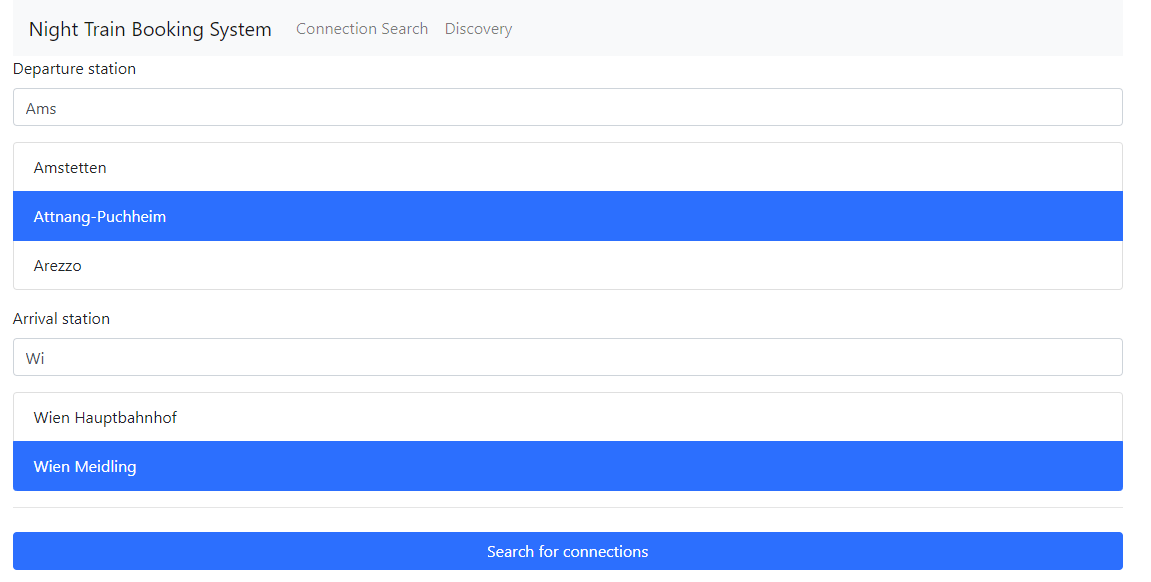 Night Train Booking System Connection Search Discovery
Departure station
Ams
Amstetten
Attnang-Puchheim
Arezzo
Arrival station
Wi
Wien Hauptbahnhof
Wien Meidling
Search for connections